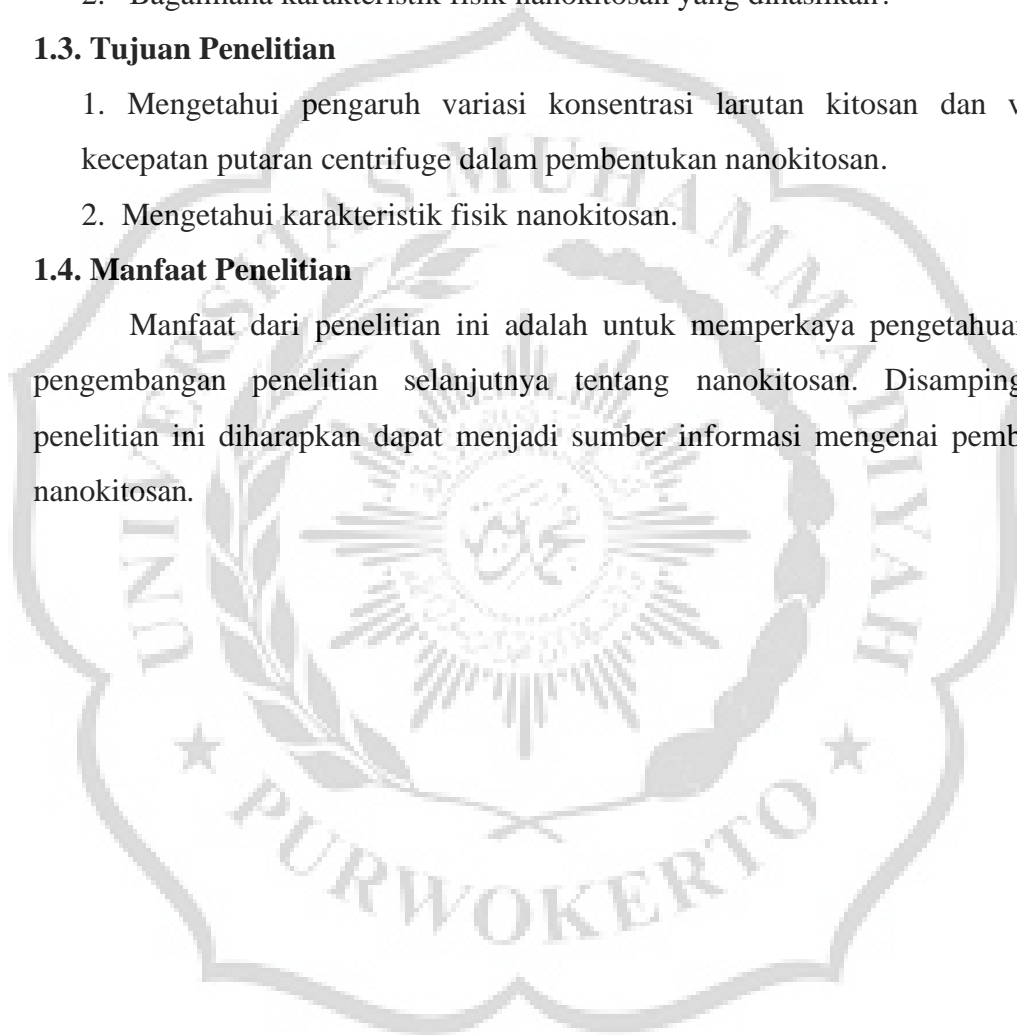 2. Bagaimana karakteristik fisik nanokitosan yang dihasilkan?
1.3. Tujuan Penelitian
1. Mengetahui pengaruh variasi konsentrasi larutan kitosan dan v
kecepatan putaran centrifuge dalam pembentukan nanokitosan.
2. Mengetahui karakteristik fisik nanokitosan.
1.4. Manfaat Penelitian
Manfaat dari penelitian ini adalah untuk memperkaya pengetahuan
pengembangan penelitian selanjutnya tentang nanokitosan. Disamping
penelitian ini diharapkan dapat menjadi sumber informasi mengenai pemb
nanokitosan.
UNIVERSITAS MUHAMMADIYAH
PURWOKERTO